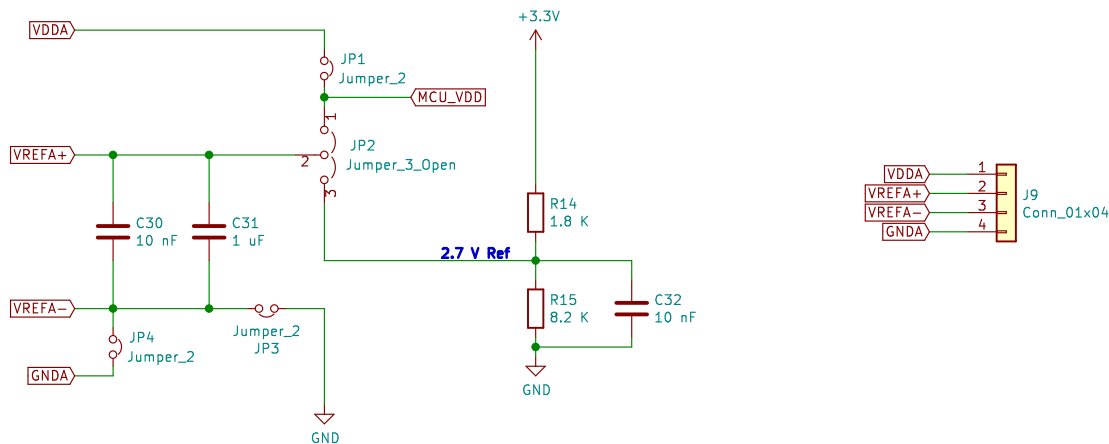 +3.3V
VDDA
JP1
Jumper_2
MCU_VDD
1
JP2
VREFA+
2
Jumper_3_Open
3
VDDA
1
VREFA+
2
J9
VREFA-
3
Conn_01x04
GNDA
4
R14
1.8 K
C30
10 nF
C31
1 uF
2.7 V Ref
R15
8.2 K
C32
10 nF
VREFA-
Jumper_2
JP3
JP4
Jumper_2
GNDA
GND
GND